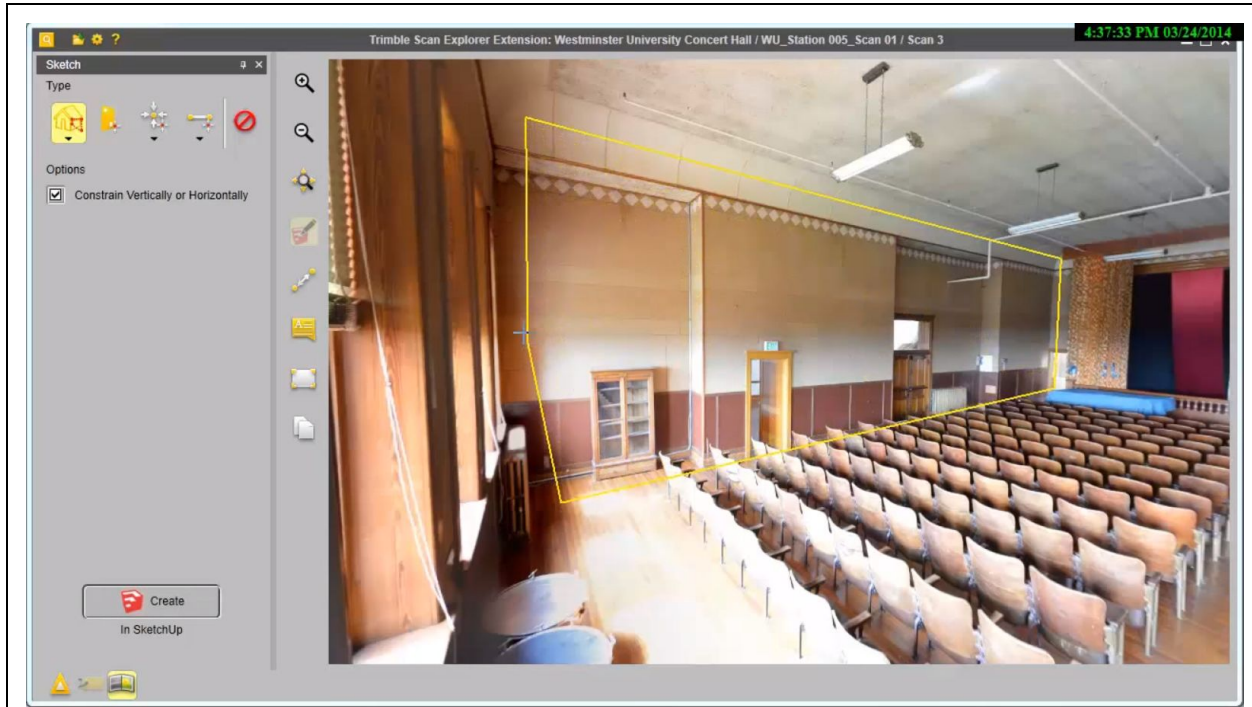 Trimble Scan Explorer Extension: Westminster University Concert Hall / WU_Station 005_Scan 01 / Scan 3
4:37:33 PM 03/24/2014
Sketch
Type
Options
Constrain Vertically or Horizontally
Create
In SketchUp